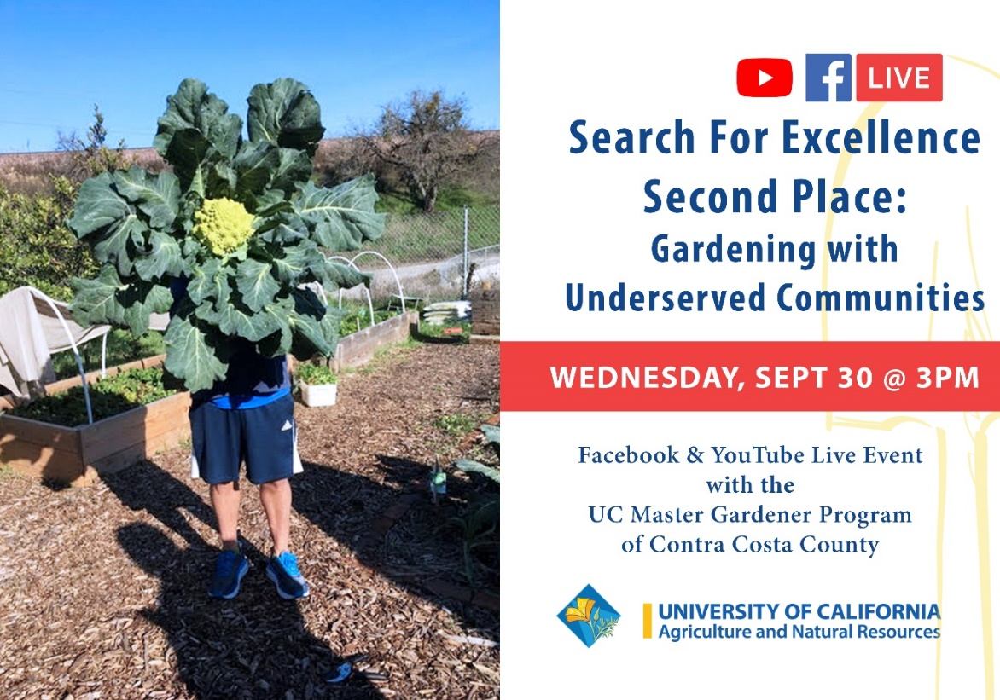 f LIVE
Search For Excellence
Second Place:
Gardening with
Underserved Communities
WEDNESDAY, SEPT 30 @ 3PM
Facebook & YouTube Live Event
with the
UC Master Gardener Program
of Contra Costa County
UNIVERSITY OF CALIFORNIA
Agriculture and Natural Resources